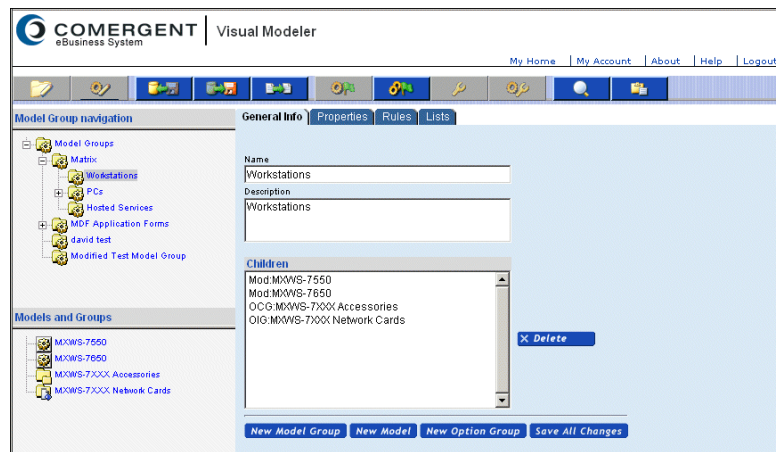 COMERGENT
eBusiness System
Visual Modeler
My Home | My Account | About | Help | Logout
Model Group navigation
General Info Properties Rules Lists
Model Groups
Matrix
Workstations
PCs
Hosted Services
MDF Application Forms
david test
Modified Test Model Group
Name
Workstations
Description
Workstations
Children
Mod:MXWS-7550
Mod:MXWS-7650
OCG:MXWS-7XXX Accessories
OIG:MXWS-7XXX Network Cards
X Delete
Models and Groups
MXWS-7550
MXWS-7650
MXWS-7XXX Accessories
MXWS-7XXX Network Cards
New Model Group New Model New Option Group Save All Changes